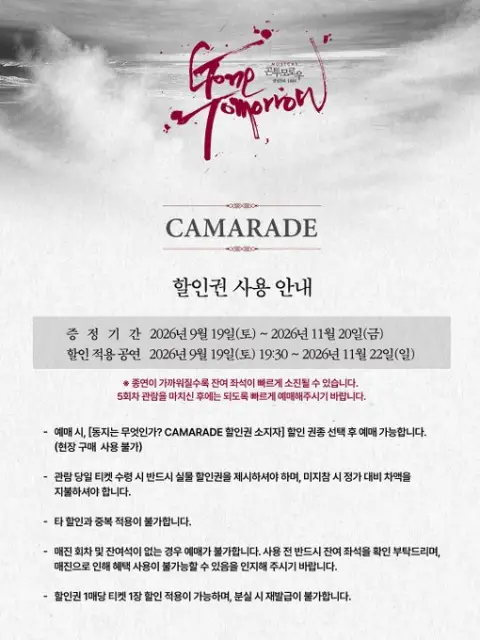 Gone
Tomorrow
MUSICAL
곤투모로우
CAMARADE
할인권 사용 안내
증 정 기 간 2026년 9월 19일(토) ~ 2026년 11월 20일(금)
할인 적용 공연 2026년 9월 19일(토) 19:30 ~ 2026년 11월 22일(일)
※ 종연이 가까워질수록 잔여 좌석이 빠르게 소진될 수 있습니다.
5회차 관람을 마치신 후에는 되도록 빠르게 예매해주시기 바랍니다.
- 예매 시, [동지는 무엇인가? CAMARADE 할인권 소지자] 할인 권종 선택 후 예매 가능합니다.
(현장 구매 사용 불가)
- 관람 당일 티켓 수령 시 반드시 실물 할인권을 제시하셔야 하며, 미지참 시 정가 대비 차액을
지불하셔야 합니다.
- 타 할인과 중복 적용이 불가합니다.
- 매진 회차 및 잔여석이 없는 경우 예매가 불가합니다. 사용 전 반드시 잔여 좌석을 확인 부탁드리며,
매진으로 인해 혜택 사용이 불가능할 수 있음을 인지해 주시기 바랍니다.
- 할인권 1매당 티켓 1장 할인 적용이 가능하며, 분실 시 재발급이 불가합니다.